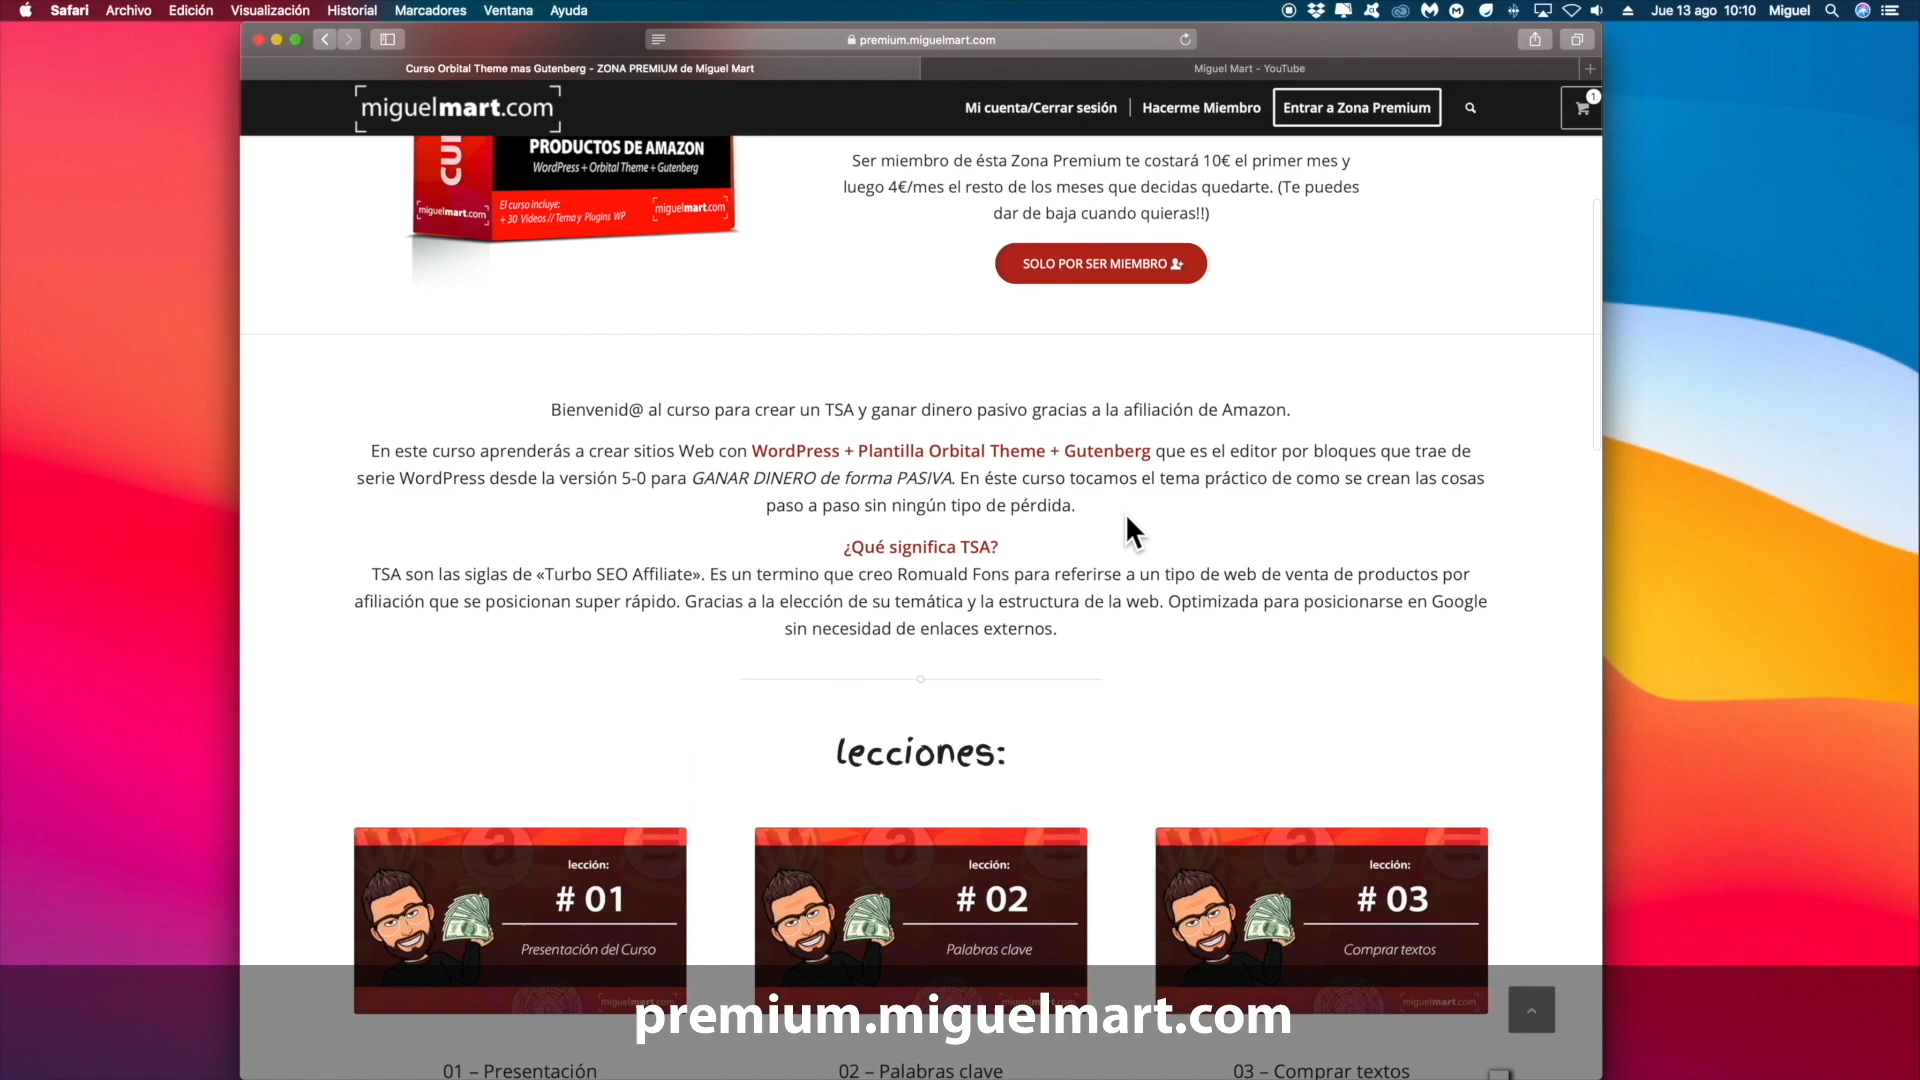 Safari Archivo Edición Visualización Historial Marcadores Ventana Ayuda
Jue 13 ago 10:10 Miguel
premium.miguelmart.com
Curso Orbital Theme mas Gutenberg - ZONA PREMIUM de Miguel Mart
Miguel Mart - YouTube
miguelmart.com
Mi cuenta/Cerrar sesión
Hacerme Miembro
Entrar a Zona Premium
1
CUR
PRODUCTOS DE AMAZON
WordPress + Orbital Theme + Gutenberg
El curso incluye:
+ 30 Videos // Tema y Plugins WP
miguelmart.com
miguelmart.com
Ser miembro de ésta Zona Premium te costará 10€ el primer mes y
luego 4€/mes el resto de los meses que decidas quedarte. (Te puedes
dar de baja cuando quieras!!)
SOLO POR SER MIEMBRO
Bienvenid@ al curso para crear un TSA y ganar dinero pasivo gracias a la afiliación de Amazon.
En este curso aprenderás a crear sitios Web con WordPress + Plantilla Orbital Theme + Gutenberg que es el editor por bloques que trae de
serie WordPress desde la versión 5-0 para GANAR DINERO de forma PASIVA. En éste curso tocamos el tema práctico de como se crean las cosas
paso a paso sin ningún tipo de pérdida.
¿Qué significa TSA?
TSA son las siglas de «Turbo SEO Affiliate». Es un termino que creo Romuald Fons para referirse a un tipo de web de venta de productos por
afiliación que se posicionan super rápido. Gracias a la elección de su temática y la estructura de la web. Optimizada para posicionarse en Google
sin necesidad de enlaces externos.
lecciones:
lección:
# 01
Presentación del Curso
miguelmart.com
lección:
# 02
Palabras clave
miguelmart.com
lección:
# 03
Comprar textos
miguelmart.com
premium.miguelmart.com
01 – Presentación
02 – Palabras clave
03 – Comprar textos